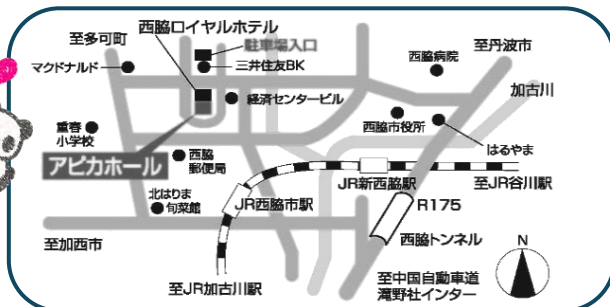 西脇ロイヤルホテル
至多可町
駐車場入口
至丹波市
マクドナルド
三井住友BK
西脇病院
経済センタービル
加古川
重春
小学校
西脇市役所
はるやま
アピカホール
西脇
郵便局
JR新西脇駅
至JR谷川駅
北はりま
旬菜館
JR西脇市駅
R175
至加西市
西脇トンネル
N
至JR加古川駅
至中国自動車道
滝野社インター